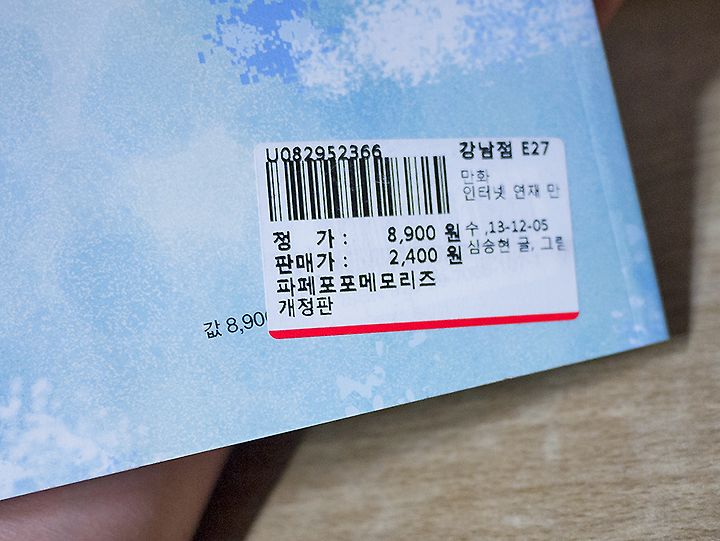 U082952366
강남점 E27
만화
인터넷 연재 만
정 가 : 8,900 원
수 ,13-12-05
판매가 : 2,400 원
심승현 글, 그림
파페포포메모리즈
개정판
값 8,900